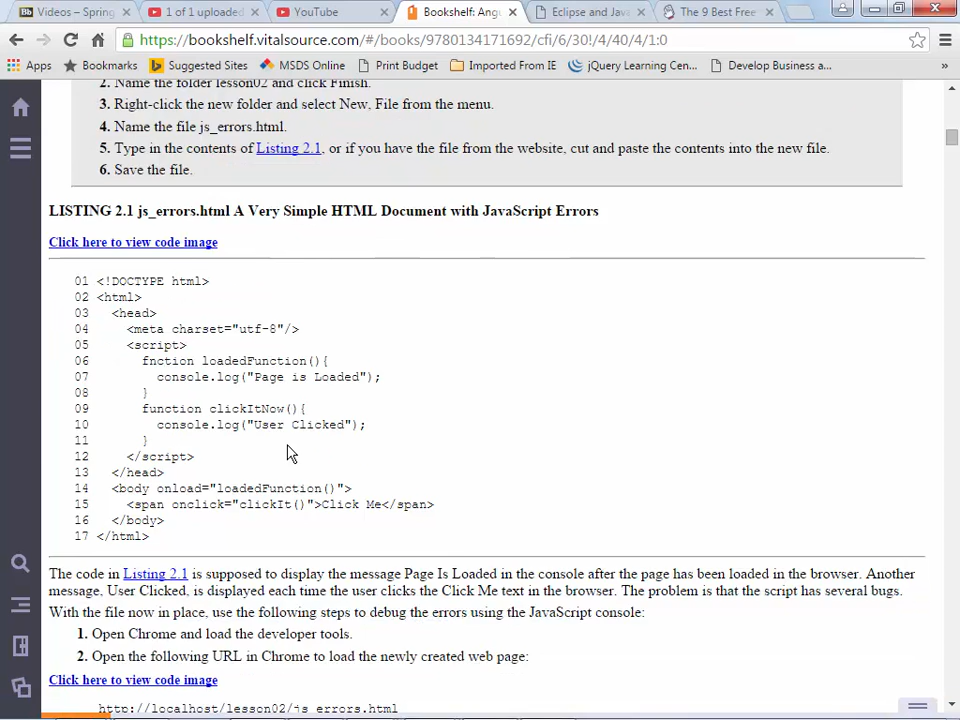 Videos – Spring
1 of 1 uploaded
YouTube
Bookshelf: Angu
Eclipse and Java
The 9 Best Free
https://bookshelf.vitalsource.com/#/books/9780134171692/cfi/6/30!/4/40/4/1:0
Apps
Bookmarks
Suggested Sites
MSDS Online
Print Budget
Imported From IE
jQuery Learning Cen...
Develop Business a...
»
2. Name the folder lesson02 and click Finish.
3. Right-click the new folder and select New, File from the menu.
4. Name the file js_errors.html.
5. Type in the contents of Listing 2.1, or if you have the file from the website, cut and paste the contents into the new file.
6. Save the file.
LISTING 2.1 js_errors.html A Very Simple HTML Document with JavaScript Errors
Click here to view code image
01 <!DOCTYPE html>
02 <html>
03   <head>
04     <meta charset="utf-8"/>
05     <script>
06       fnction loadedFunction(){
07         console.log("Page is Loaded");
08       }
09       function clickItNow(){
10         console.log("User Clicked");
11       }
12     </script>
13   </head>
14   <body onload="loadedFunction()">
15     <span onclick="clickIt()">Click Me</span>
16   </body>
17 </html>
The code in Listing 2.1 is supposed to display the message Page Is Loaded in the console after the page has been loaded in the browser. Another
message, User Clicked, is displayed each time the user clicks the Click Me text in the browser. The problem is that the script has several bugs.
With the file now in place, use the following steps to debug the errors using the JavaScript console:
1. Open Chrome and load the developer tools.
2. Open the following URL in Chrome to load the newly created web page:
Click here to view code image
http://localhost/lesson02/js_errors.html